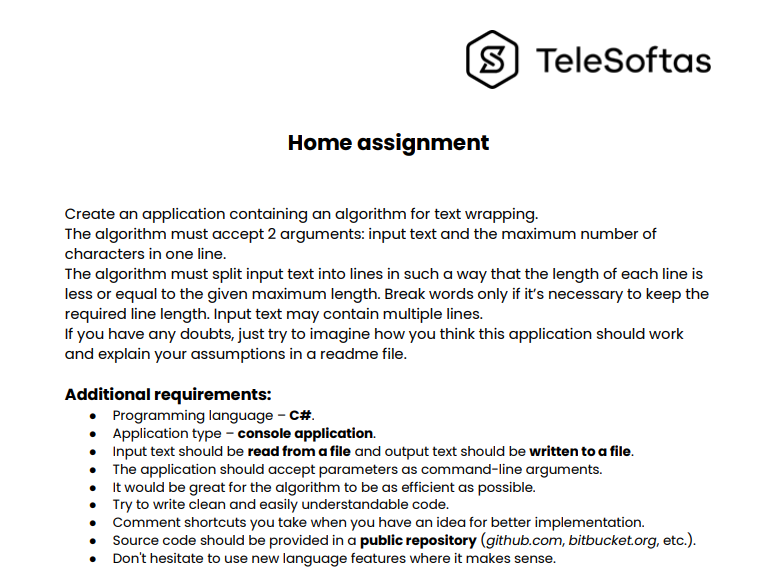 TeleSoftas
Home assignment
Create an application containing an algorithm for text wrapping.
The algorithm must accept 2 arguments: input text and the maximum number of
characters in one line.
The algorithm must split input text into lines in such a way that the length of each line is
less or equal to the given maximum length. Break words only if it’s necessary to keep the
required line length. Input text may contain multiple lines.
If you have any doubts, just try to imagine how you think this application should work
and explain your assumptions in a readme file.
Additional requirements:
● Programming language – C#.
● Application type – console application.
● Input text should be read from a file and output text should be written to a file.
● The application should accept parameters as command-line arguments.
● It would be great for the algorithm to be as efficient as possible.
● Try to write clean and easily understandable code.
● Comment shortcuts you take when you have an idea for better implementation.
● Source code should be provided in a public repository (github.com, bitbucket.org, etc.).
● Don't hesitate to use new language features where it makes sense.